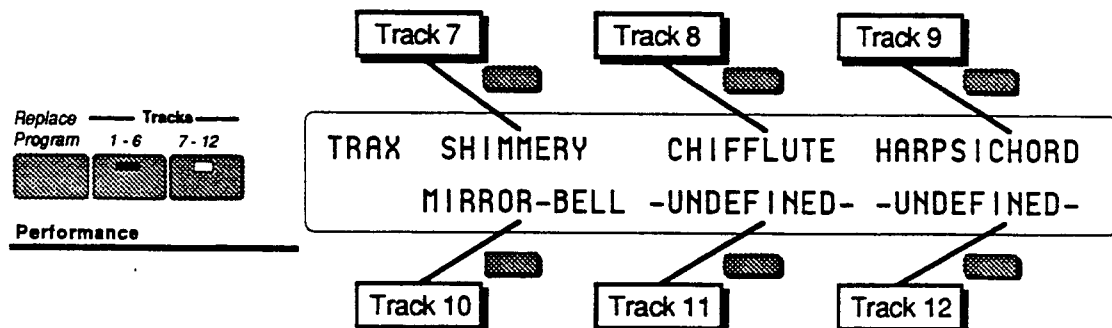 Track 7 Track 8 Track 9
Replace Tracks
Program 1 - 6 7 - 12
TRAX SHIMMERY CHIFFLUTE HARPSICHORD
MIRROR-BELL -UNDEFINED- -UNDEFINED-
Performance
Track 10 Track 11 Track 12